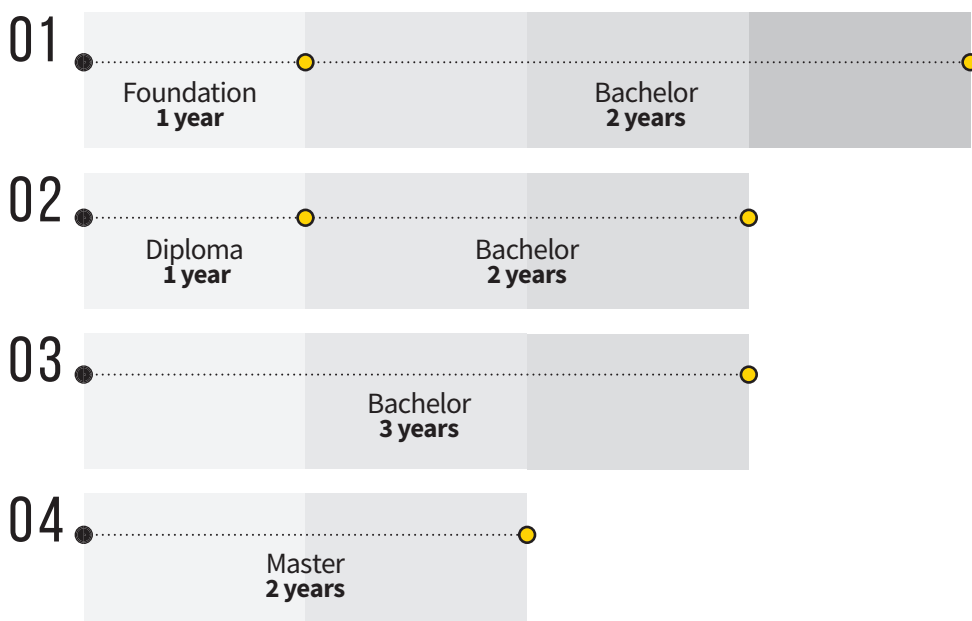 01
Foundation
1 year
Bachelor
2 years
02
Diploma
1 year
Bachelor
2 years
03
Bachelor
3 years
04
Master
2 years